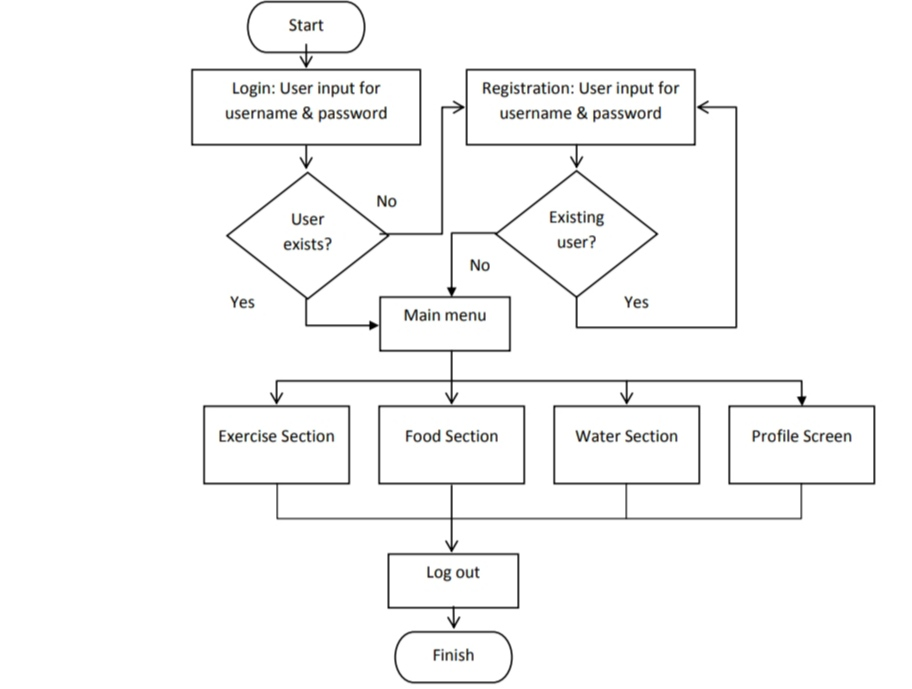 Start
Login: User input for
username & password
Registration: User input for
username & password
No
User
exists?
Existing
user?
No
Yes
Yes
Main menu
Exercise Section
Food Section
Water Section
Profile Screen
Log out
Finish